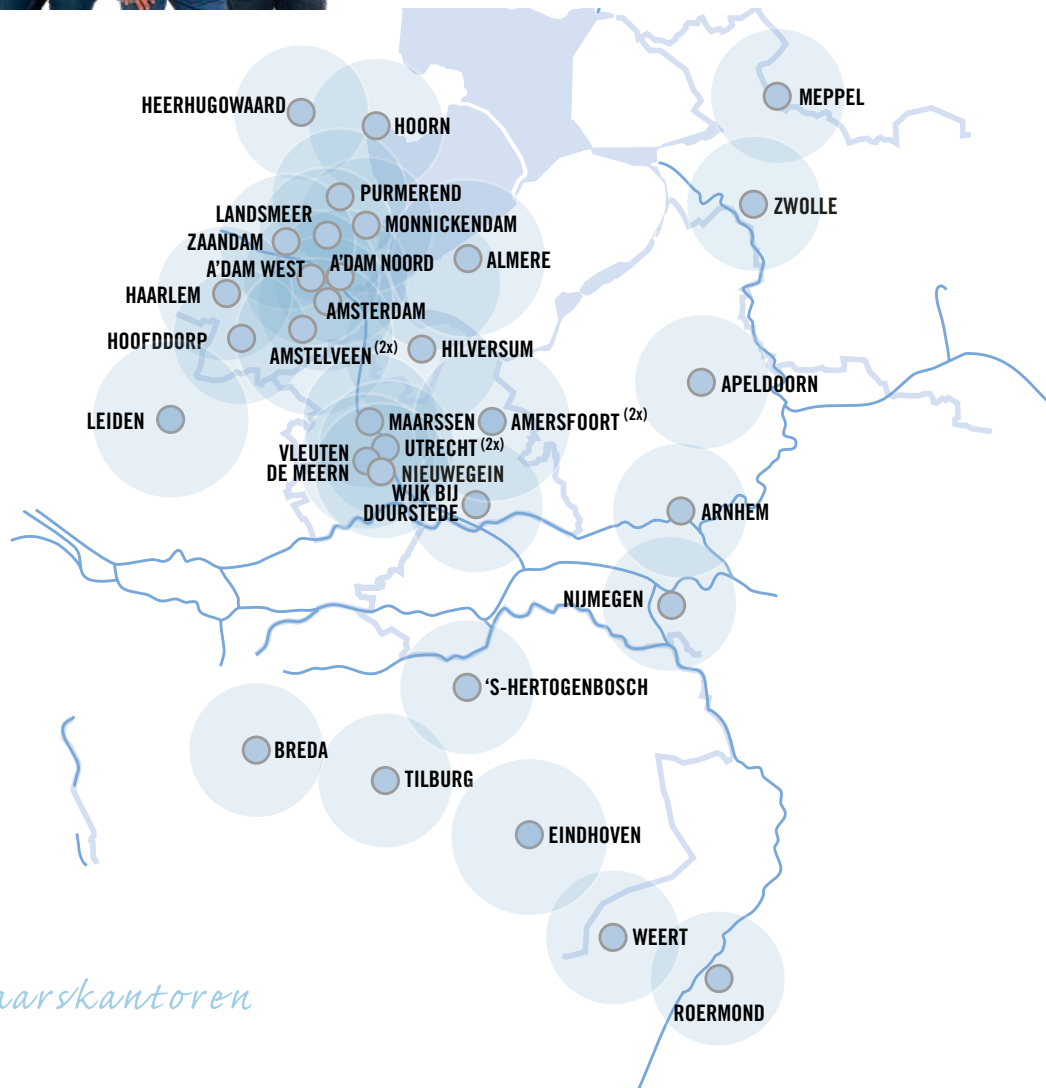 HEERHUGOWAARD
HOORN
MEPPEL
PURMEREND
LANDSMEER
MONNICKENDAM
ZWOLLE
ZAANDAM
A'DAM WEST
A'DAM NOORD
ALMERE
HAARLEM
AMSTERDAM
HOOFDDORP
AMSTELVEEN (2x)
HILVERSUM
APELDOORN
LEIDEN
MAARSSEN
AMERSFOORT (2x)
UTRECHT (2x)
VLEUTEN
DE MEERN
NIEUWEGEIN
WIJK BIJ
DUURSTEDE
ARNHEM
NIJMEGEN
‘S-HERTOGENBOSCH
BREDA
TILBURG
EINDHOVEN
WEERT
aarskantoren
ROERMOND